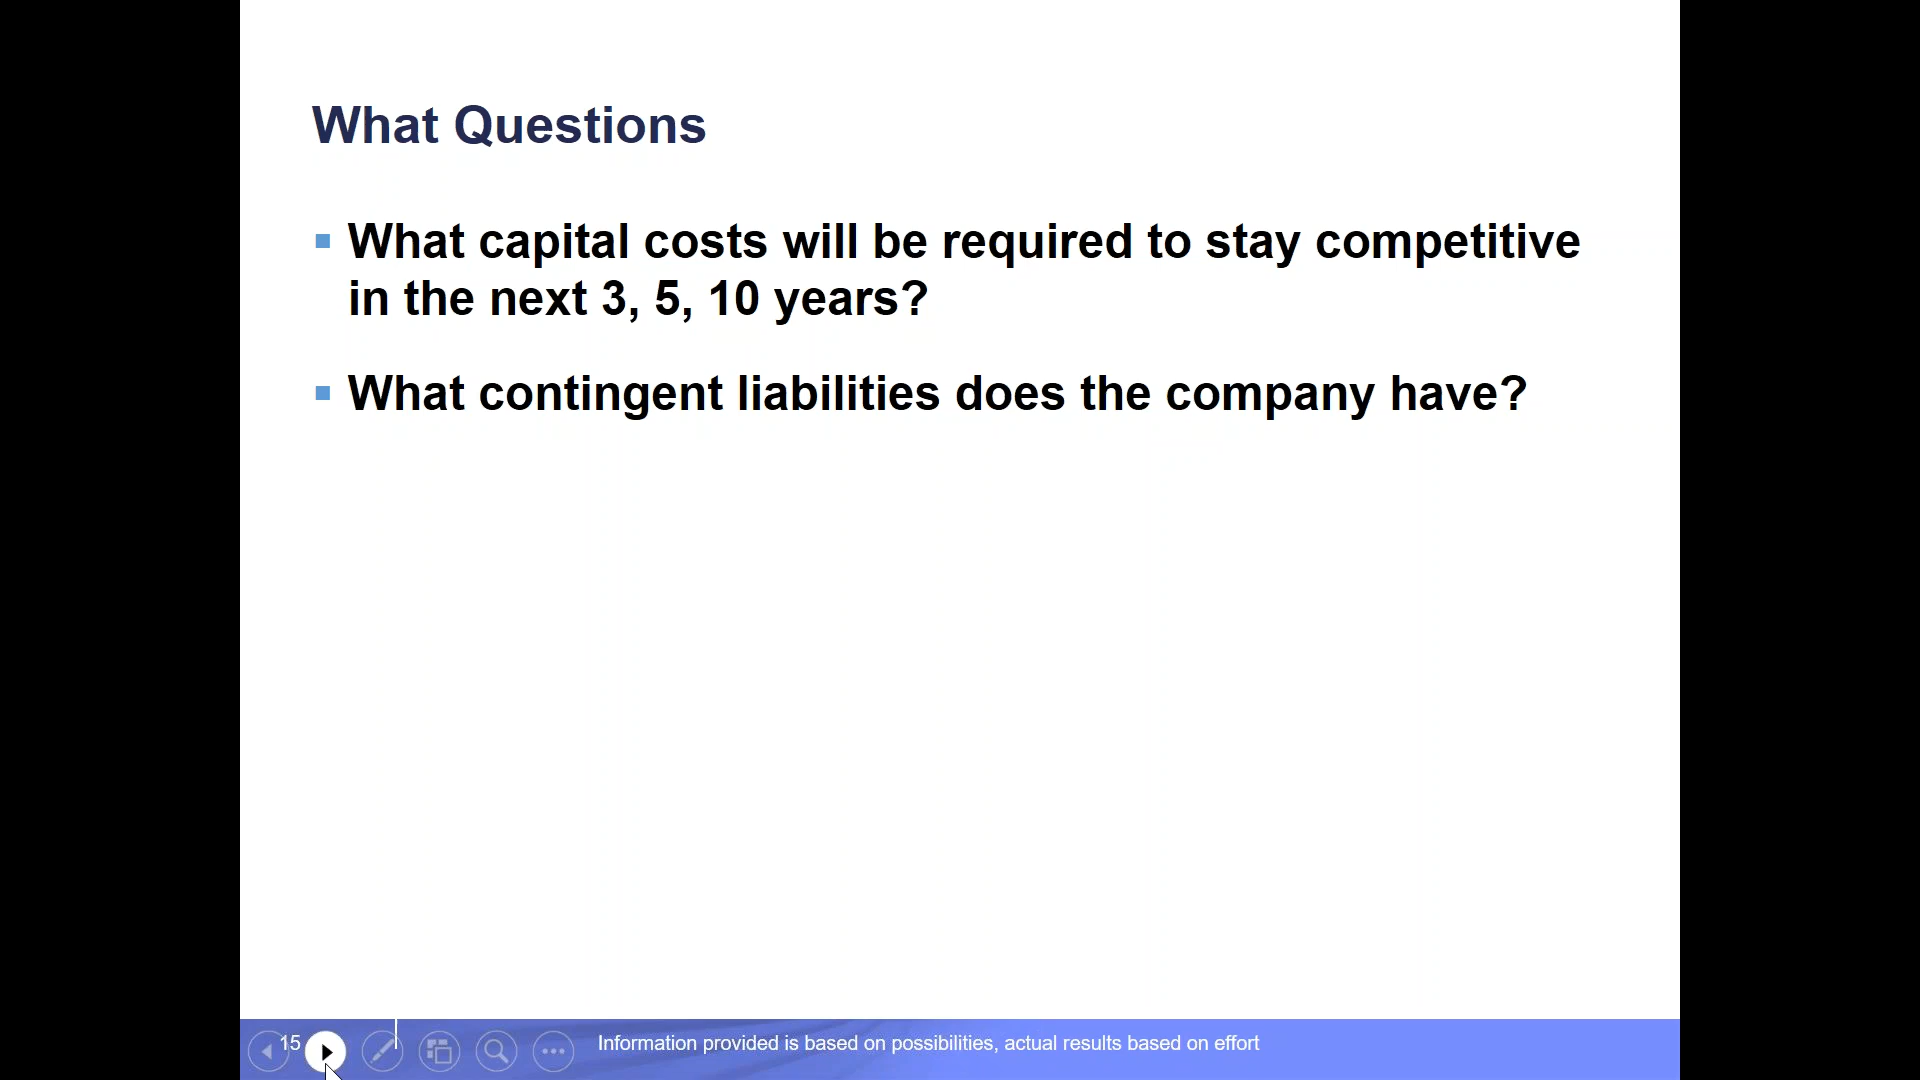 What Questions
What capital costs will be required to stay competitive
in the next 3, 5, 10 years?
What contingent liabilities does the company have?
15
Information provided is based on possibilities, actual results based on effort